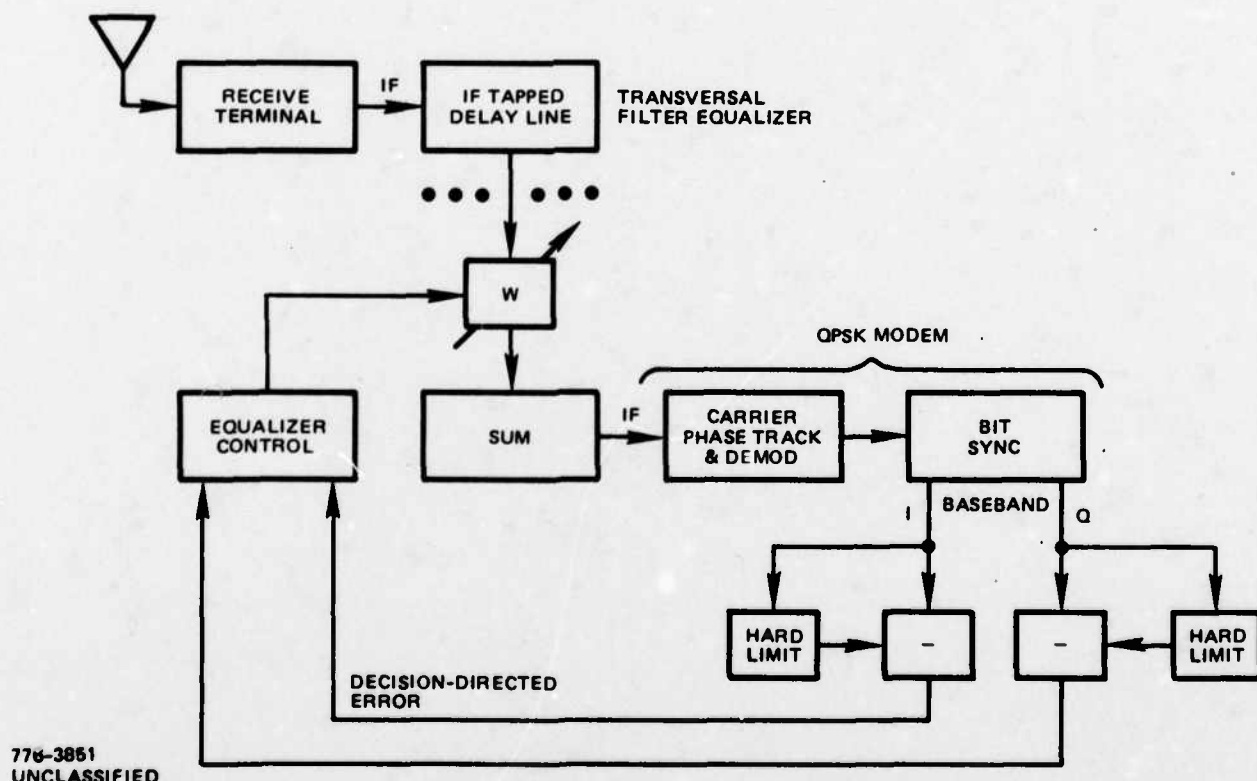 RECEIVE
TERMINAL
IF
IF TAPPED
DELAY LINE
TRANSVERSAL
FILTER EQUALIZER
W
QPSK MODEM
EQUALIZER
CONTROL
SUM
IF
CARRIER
PHASE TRACK
& DEMOD
BIT
SYNC
I
BASEBAND
Q
HARD
LIMIT
–
–
HARD
LIMIT
DECISION-DIRECTED
ERROR
UNCLASSIFIED